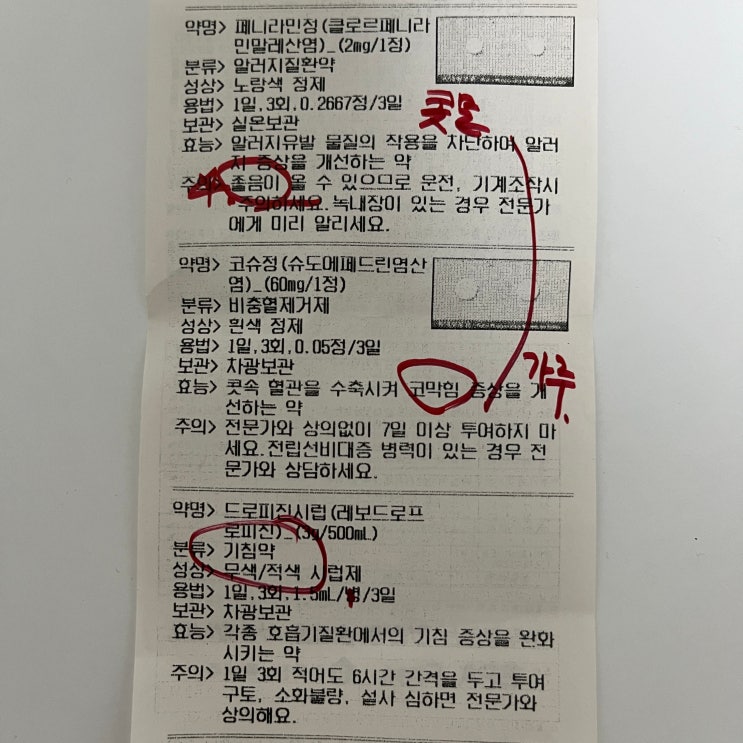 약명> 페니라민정(클로르페니라
민말레산염)_(2mg/1정)
분류> 알러지질환약
성상> 노랑색 정제
용법> 1일,3회,0.2667정/3일
콧물
보관> 실온보관
효능> 알러지유발 물질의 작용을 차단하여 알러
지 증상을 개선하는 약
주의> 졸음이 올 수 있으므로 운전, 기계조작시
주의하세요.녹내장이 있는 경우 전문가
에게 미리 알리세요.
약명> 코슈정(슈도에페드린염산
염)_(60mg/1정)
분류> 비충혈제거제
성상> 흰색 정제
용법> 1일,3회,0.05정/3일
보관> 차광보관
가루.
효능> 콧속 혈관을 수축시켜 코막힘 증상을 개
선하는 약
주의> 전문가와 상의없이 7일 이상 투여하지 마
세요.전립선비대증 병력이 있는 경우 전
문가와 상담하세요.
약명> 드로피진시럽(레보드로프
로피진)_(3g/500mL)
분류> 기침약
성상> 무색/적색 시럽제
용법> 1일,3회,1.5mL/병/3일
보관> 차광보관
효능> 각종 호흡기질환에서의 기침 증상을 완화
시키는 약
주의> 1일 3회 적어도 6시간 간격을 두고 투여
구토, 소화불량, 설사 심하면 전문가와
상의해요.